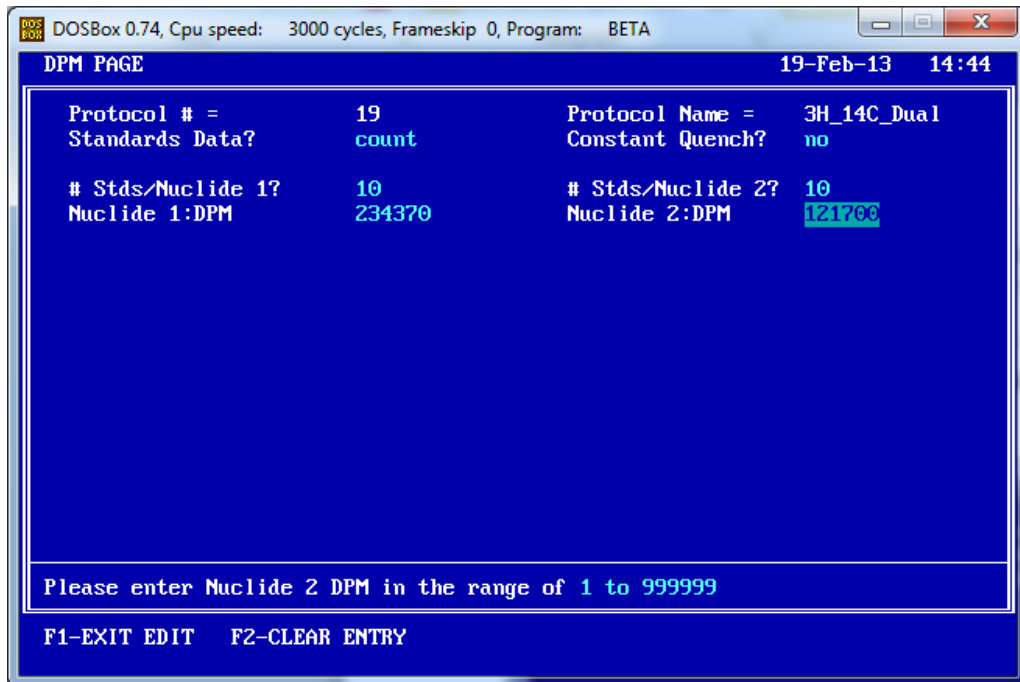 DOSBox 0.74, Cpu speed: 3000 cycles, Frameskip 0, Program: BETA
DPM PAGE 19-Feb-13 14:44
Protocol # = 19 Protocol Name = 3H_14C_Dual
Standards Data? count Constant Quench? no
# Stds/Nuclide 1? 10 # Stds/Nuclide 2? 10
Nuclide 1:DPM 234370 Nuclide 2:DPM 121700
Please enter Nuclide 2 DPM in the range of 1 to 999999
F1-EXIT EDIT F2-CLEAR ENTRY